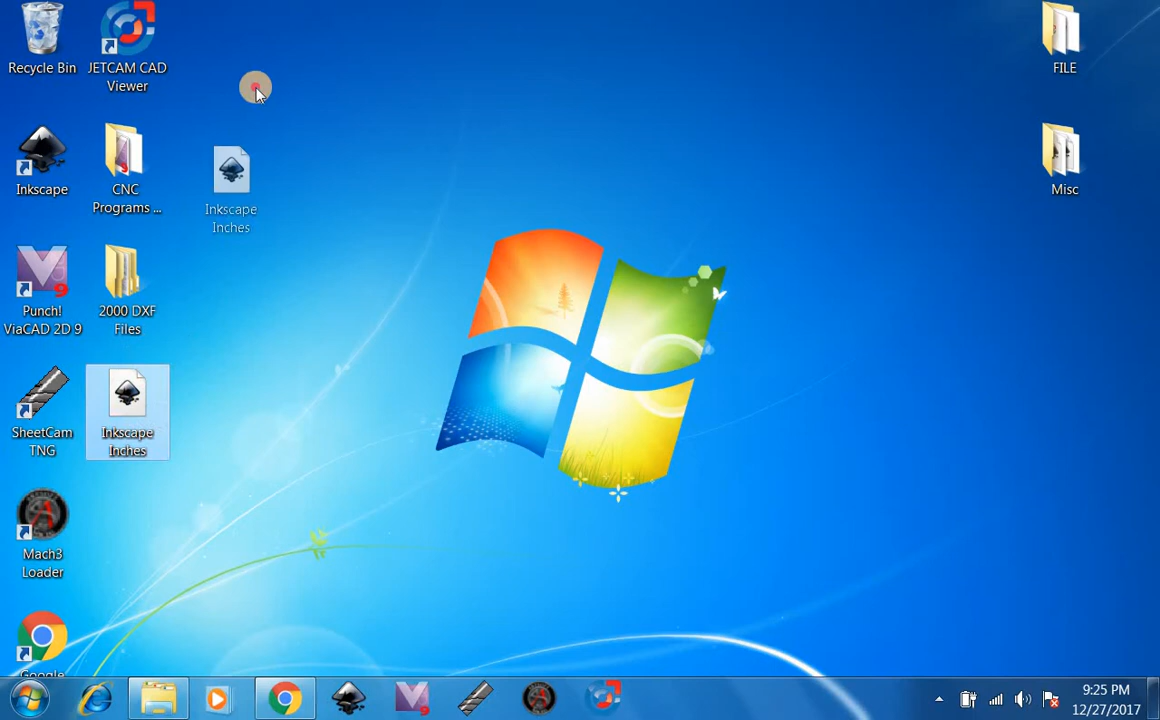 Recycle Bin
JETCAM CAD
Viewer
FILE
Inkscape
CNC
Programs ...
Inkscape
Inches
Misc
Punch!
ViaCAD 2D 9
2000 DXF
Files
SheetCam
TNG
Inkscape
Inches
Mach3
Loader
Google
9:25 PM
12/27/2017